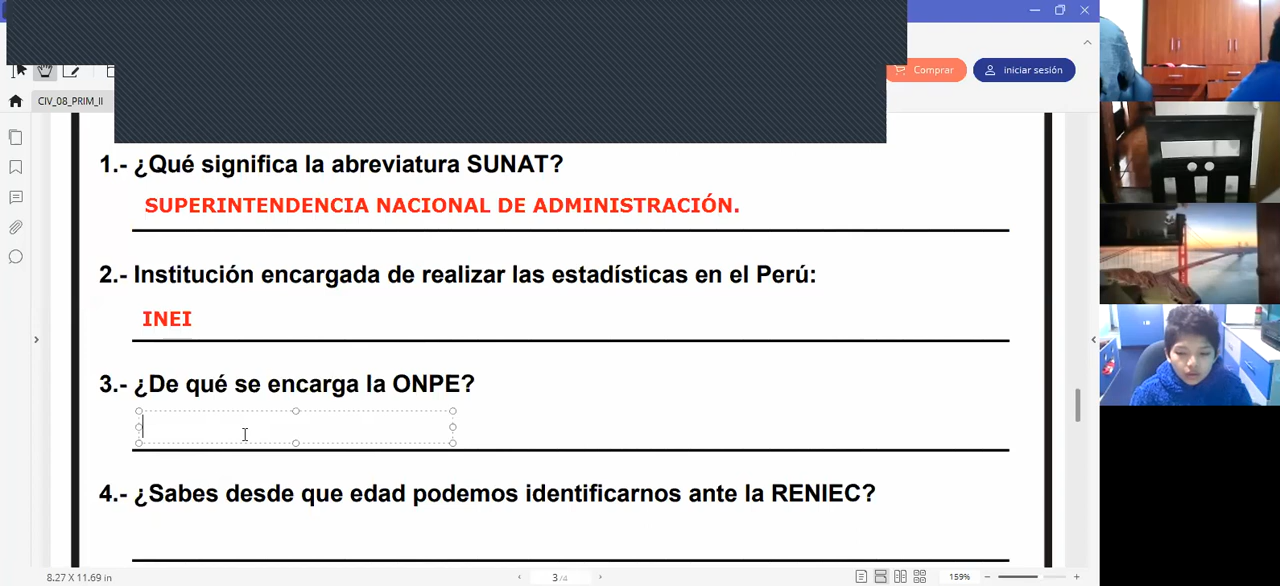 Comprar
iniciar sesión
CIV_08_PRIM_II
1.- ¿Qué significa la abreviatura SUNAT?
SUPERINTENDENCIA NACIONAL DE ADMINISTRACIÓN.
2.- Institución encargada de realizar las estadísticas en el Perú:
INEI
3.- ¿De qué se encarga la ONPE?
4.- ¿Sabes desde que edad podemos identificarnos ante la RENIEC?
8.27 X 11.69 in
3 /4
159%